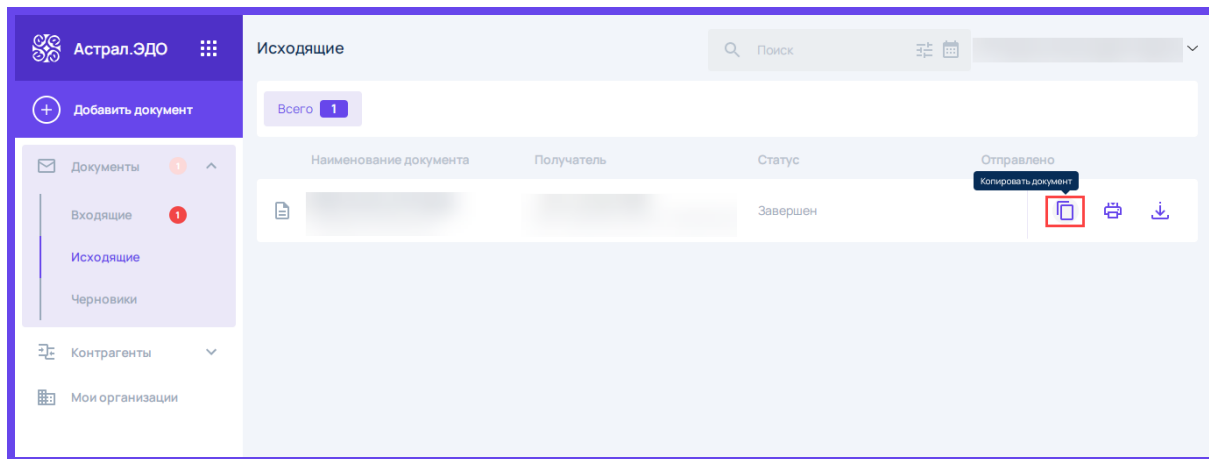 Астрал.ЭДО
Исходящие
Поиск
Добавить документ
Всего 1
Документы 1
Наименование документа Получатель Статус Отправлено
Копировать документ
Входящие 1
Завершен
Исходящие
Черновики
Контрагенты
Мои организации